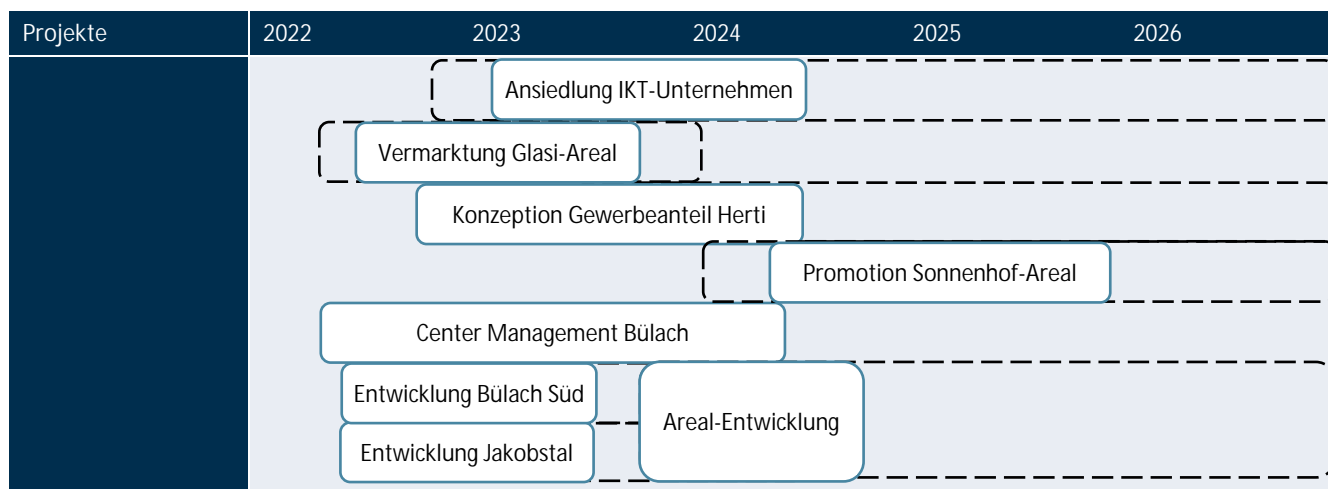 Projekte 2022 2023 2024 2025 2026
Ansiedlung IKT-Unternehmen
Vermarktung Glasi-Areal
Konzeption Gewerbeanteil Herti
Promotion Sonnenhof-Areal
Center Management Bülach
Entwicklung Bülach Süd
Areal-Entwicklung
Entwicklung Jakobstal